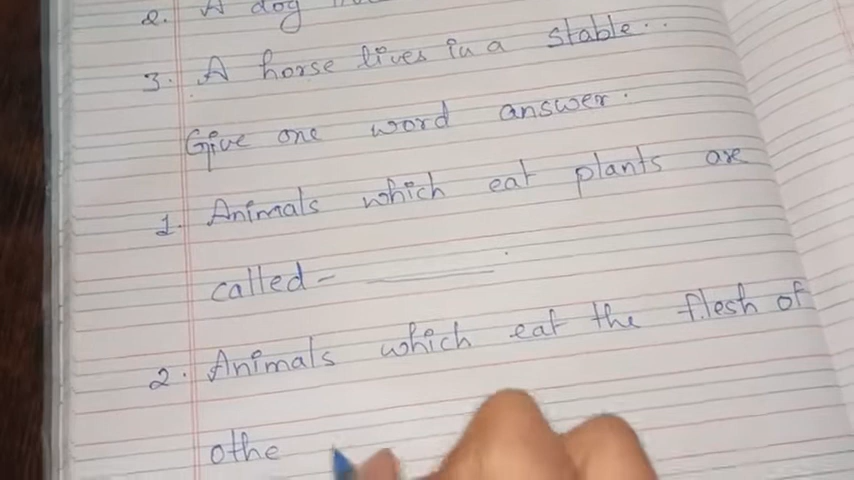 2. A dog
3. A horse lives in a stable..
Give one word answer.
1. Animals which eat plants are
called- ______.
2. Animals which eat the flesh of
othe